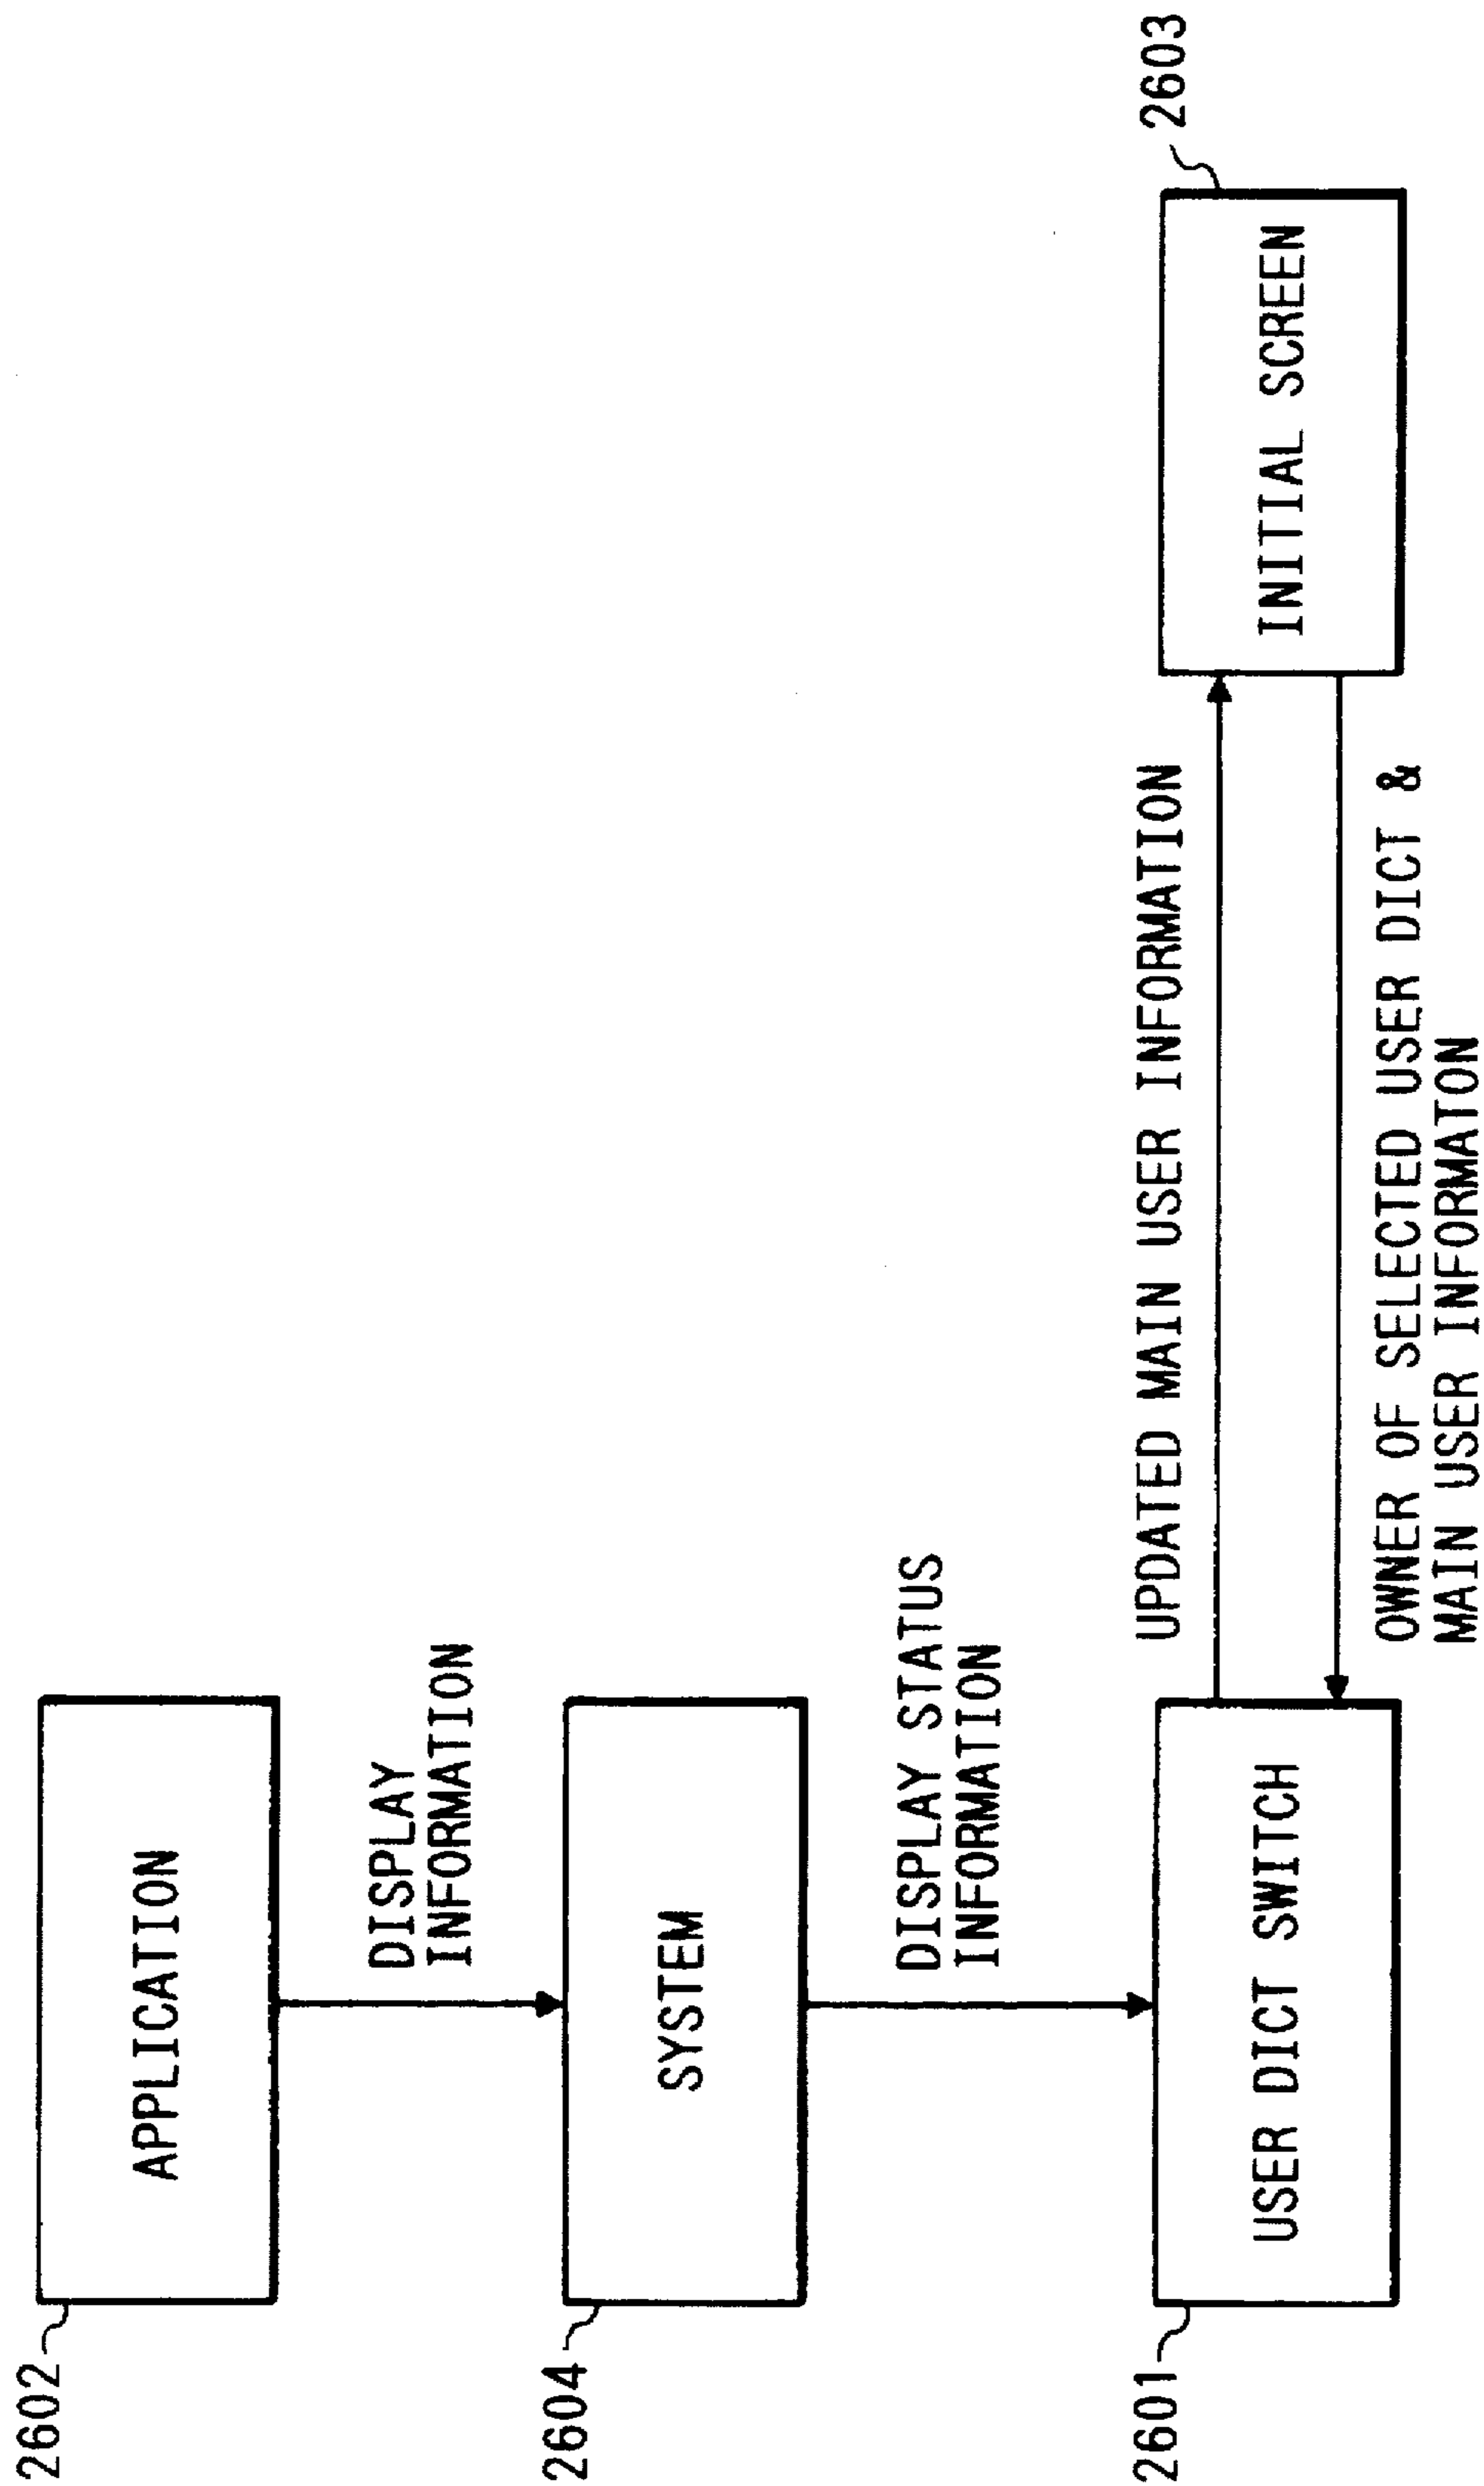 2602
APPLICATION
DISPLAY
INFORMATION
2604
SYSTEM
DISPLAY STATUS
INFORMATION
2601
USER DICT SWITCH
UPDATED MAIN USER INFORMATION
OWNER OF SELECTED USER DICT &
MAIN USER INFORMATON
INITIAL SCREEN
2603